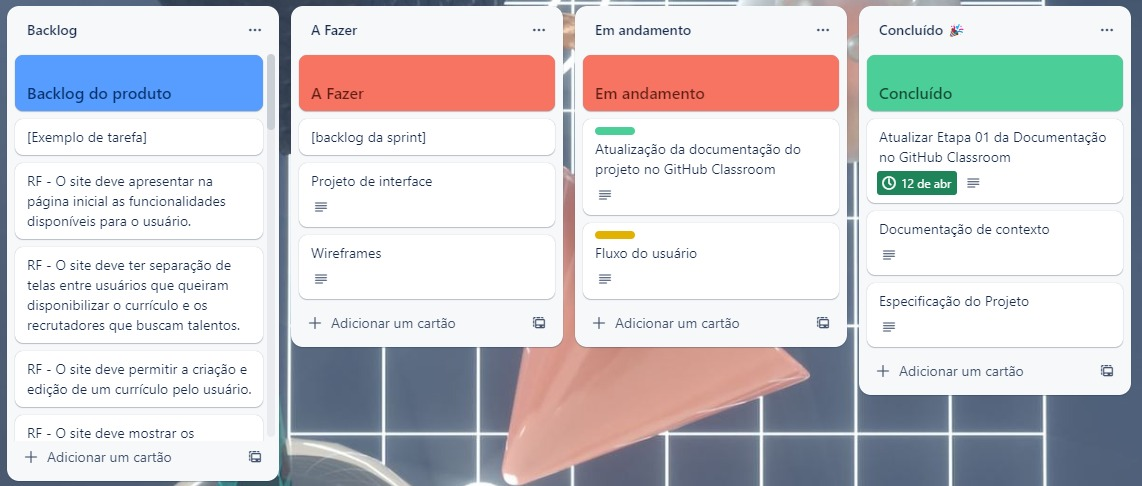 Backlog
Backlog do produto
[Exemplo de tarefa]
RF - O site deve apresentar na
página inicial as funcionalidades
disponíveis para o usuário.
RF - O site deve ter separação de
telas entre usuários que queiram
disponibilizar o currículo e os
recrutadores que buscam talentos.
RF - O site deve permitir a criação e
edição de um currículo pelo usuário.
RF - O site deve mostrar os
Adicionar um cartão
A Fazer
A Fazer
[backlog da sprint]
Projeto de interface
Wireframes
Adicionar um cartão
Em andamento
Em andamento
Atualização da documentação do
projeto no GitHub Classroom
Fluxo do usuário
Adicionar um cartão
Concluído 🎉
Concluído
Atualizar Etapa 01 da Documentação
no GitHub Classroom
12 de abr
Documentação de contexto
Especificação do Projeto
Adicionar um cartão